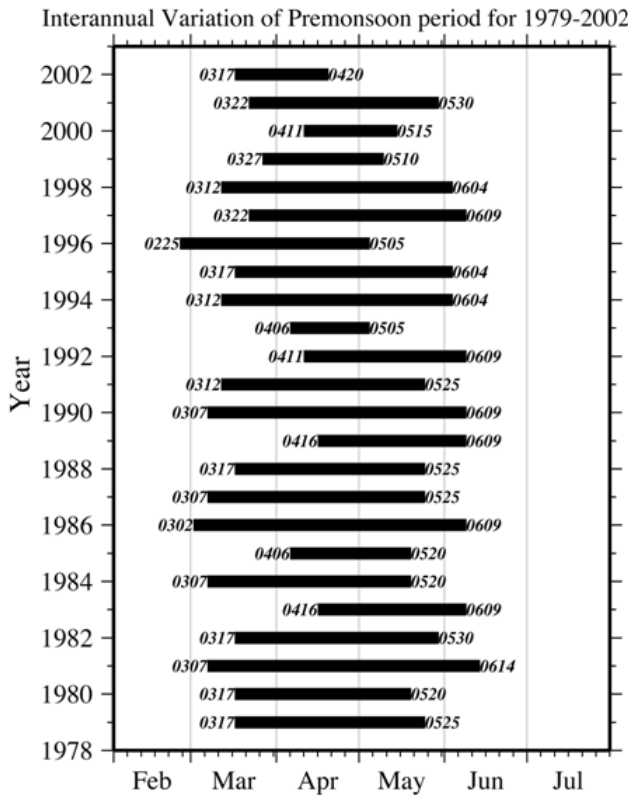 Interannual Variation of Premonsoon period for 1979-2002
2002 0317 0420
0322 0530
2000 0411 0515
0327 0510
1998 0312 0604
0322 0609
1996 0225 0505
0317 0604
1994 0312 0604
0406 0505
1992 0411 0609
0312 0525
1990 0307 0609
0416 0609
1988 0317 0525
0307 0525
1986 0302 0609
0406 0520
1984 0307 0520
0416 0609
1982 0317 0530
0307 0614
1980 0317 0520
0317 0525
1978
Year
Feb Mar Apr May Jun Jul